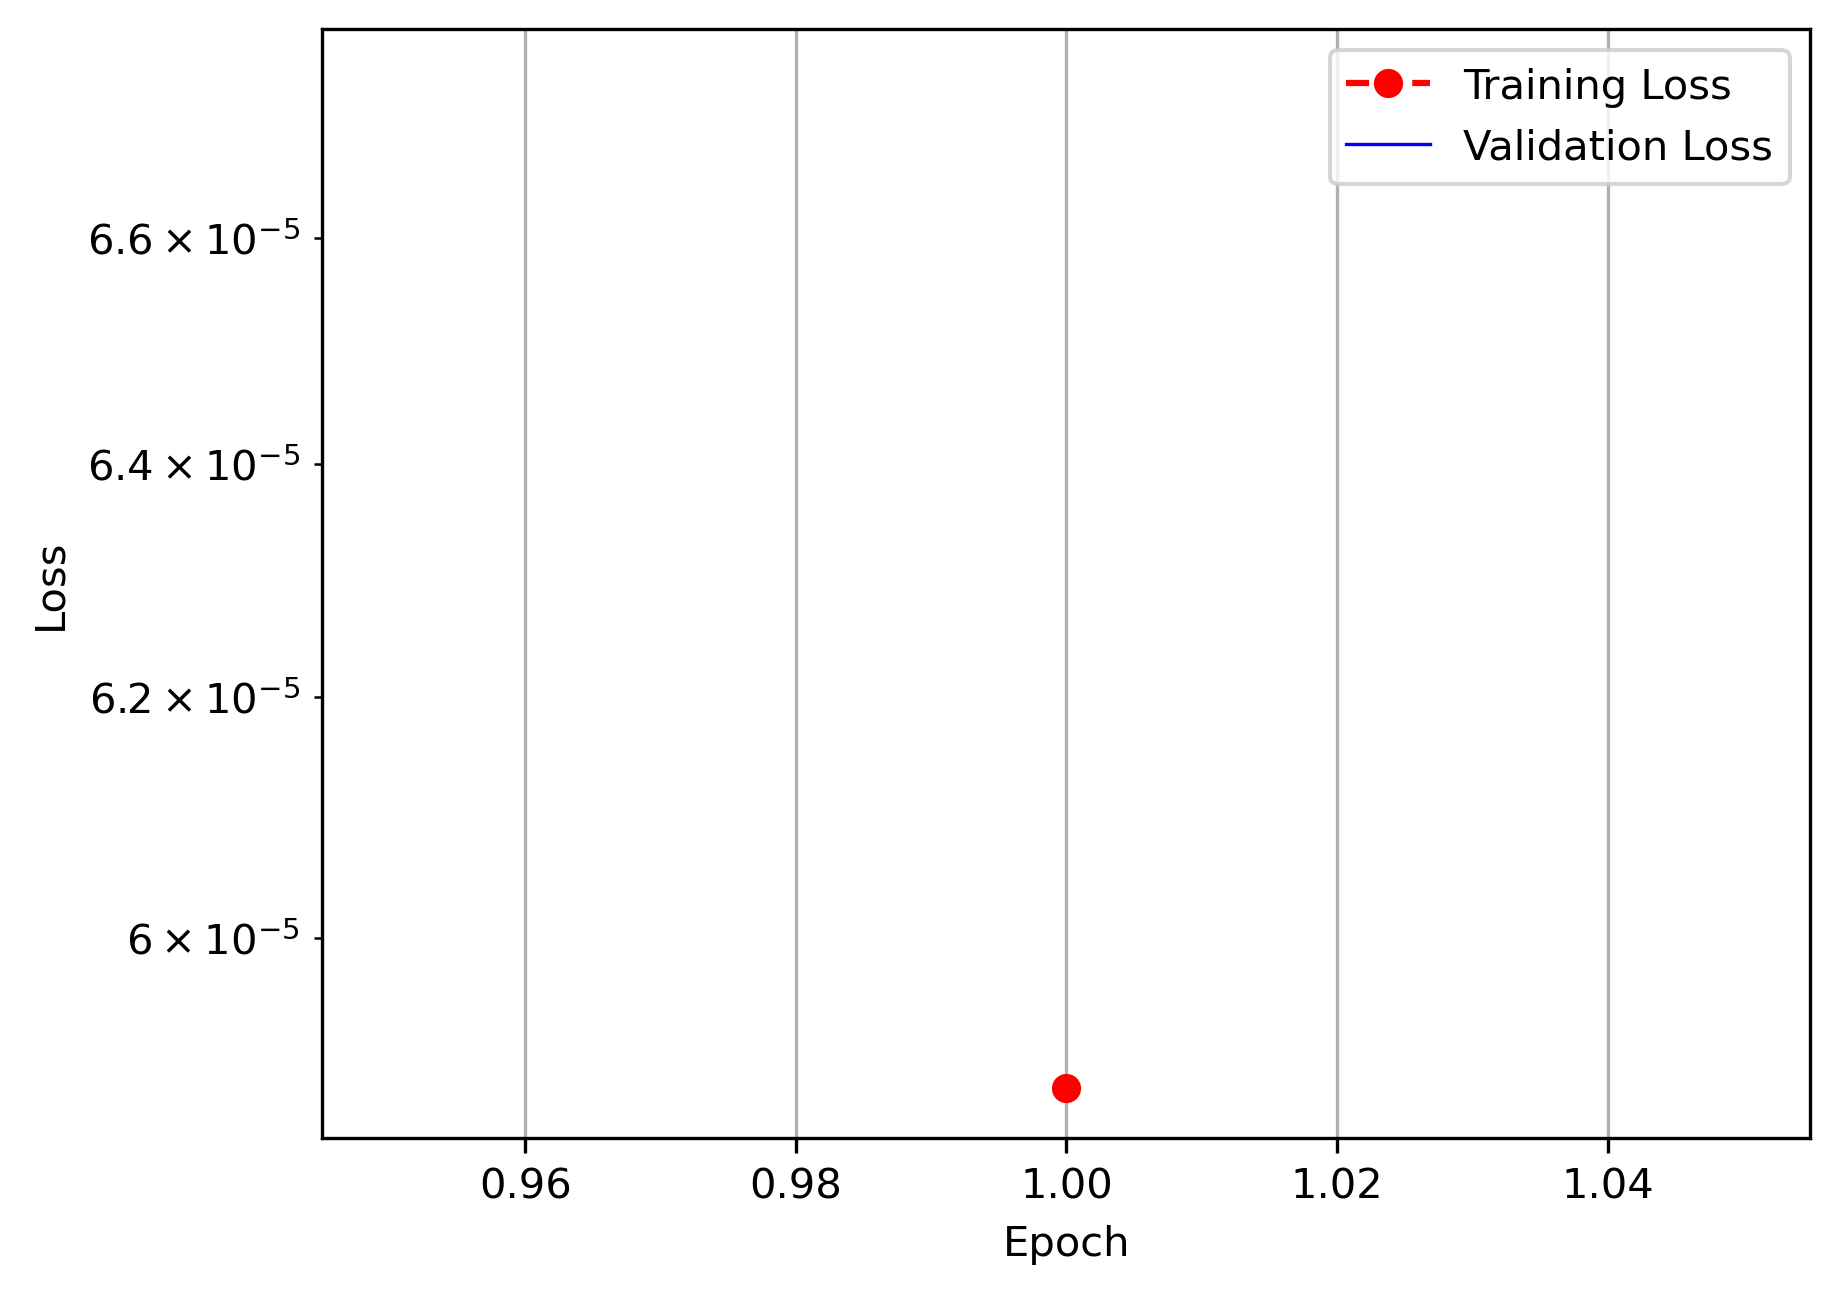 Training Loss
Validation Loss
6.6 × 10⁻⁵
6.4 × 10⁻⁵
6.2 × 10⁻⁵
6 × 10⁻⁵
Loss
0.96 0.98 1.00 1.02 1.04
Epoch